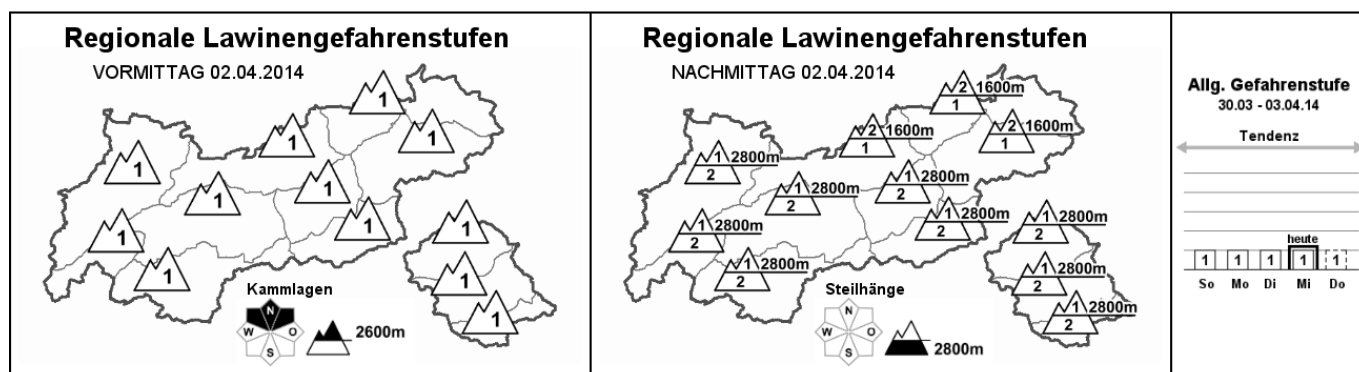 Regionale Lawinengefahrenstufen
VORMITTAG 02.04.2014
1
1
1
1
1
1
1
1
1
1
1
1
Kammlagen
N
W O
S
2600m
Regionale Lawinengefahrenstufen
NACHMITTAG 02.04.2014
2 1600m
1
2 1600m
1
2 1600m
1
1 2800m
2
1 2800m
2
1 2800m
2
1 2800m
2
1 2800m
2
1 2800m
2
1 2800m
2
1 2800m
2
1 2800m
2
Steilhänge
N
W O
S
2800m
Allg. Gefahrenstufe
30.03 - 03.04.14
Tendenz
heute
1 1 1 1 1
So Mo Di Mi Do